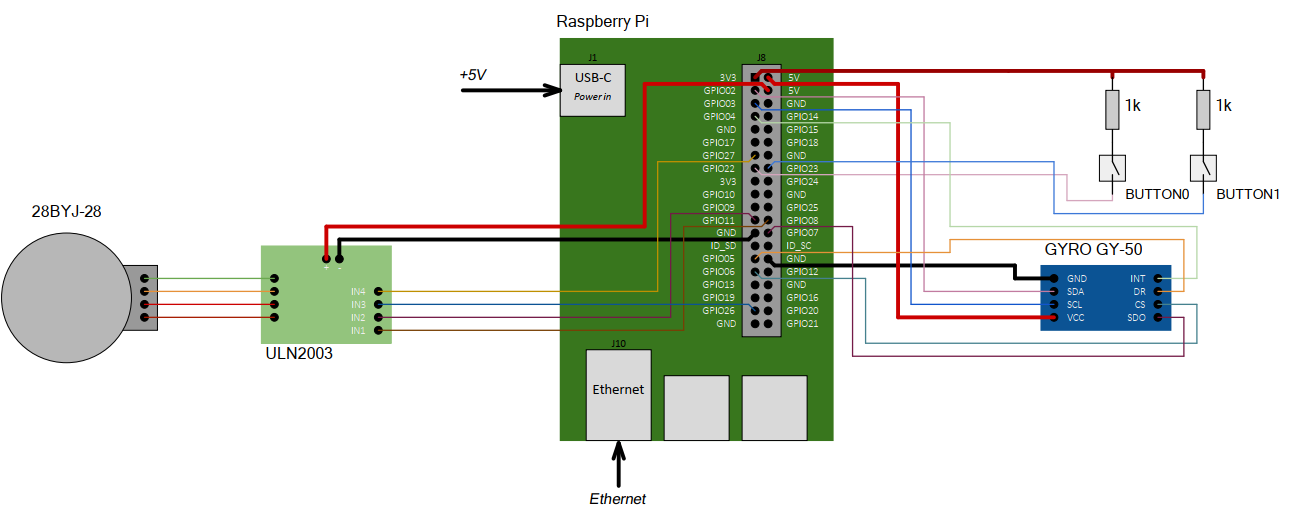 Raspberry Pi
J1
J8
+5V
USB-C
Power in
3V3 5V
GPIO02 5V
GPIO03 GND
GPIO04 GPIO14
GND GPIO15
GPIO17 GPIO18
GPIO27 GND
GPIO22 GPIO23
3V3 GPIO24
GPIO10 GND
GPIO09 GPIO25
GPIO11 GPIO08
GND GPIO07
ID_SD ID_SC
GPIO05 GND
GPIO06 GPIO12
GPIO13 GND
GPIO19 GPIO16
GPIO26 GPIO20
GND GPIO21
1k
1k
BUTTON0
BUTTON1
28BYJ-28
+ -
IN4
IN3
IN2
IN1
ULN2003
GYRO GY-50
GND INT
SDA DR
SCL CS
VCC SDO
J10
Ethernet
Ethernet